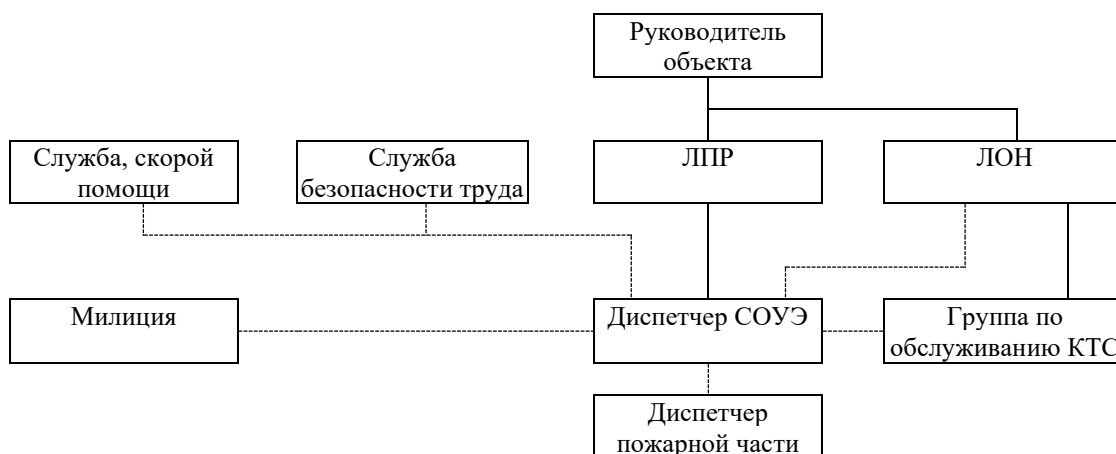 Руководитель
объекта
Служба, скорой
помощи
Служба
безопасности труда
ЛПР
ЛОН
Милиция
Диспетчер СОУЭ
Группа по
обслуживанию КТС
Диспетчер
пожарной части